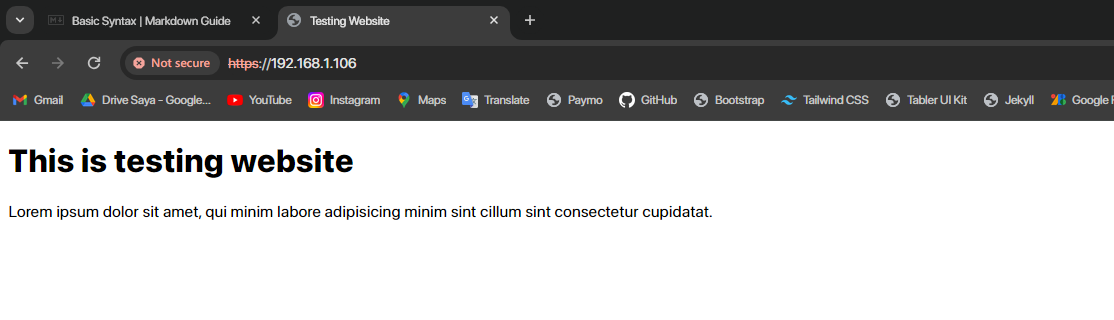 Basic Syntax | Markdown Guide
Testing Website
Not secure https://192.168.1.106
Gmail Drive Saya - Google... YouTube Instagram Maps Translate Paymo GitHub Bootstrap Tailwind CSS Tabler UI Kit Jekyll Google
This is testing website
Lorem ipsum dolor sit amet, qui minim labore adipisicing minim sint cillum sint consectetur cupidatat.